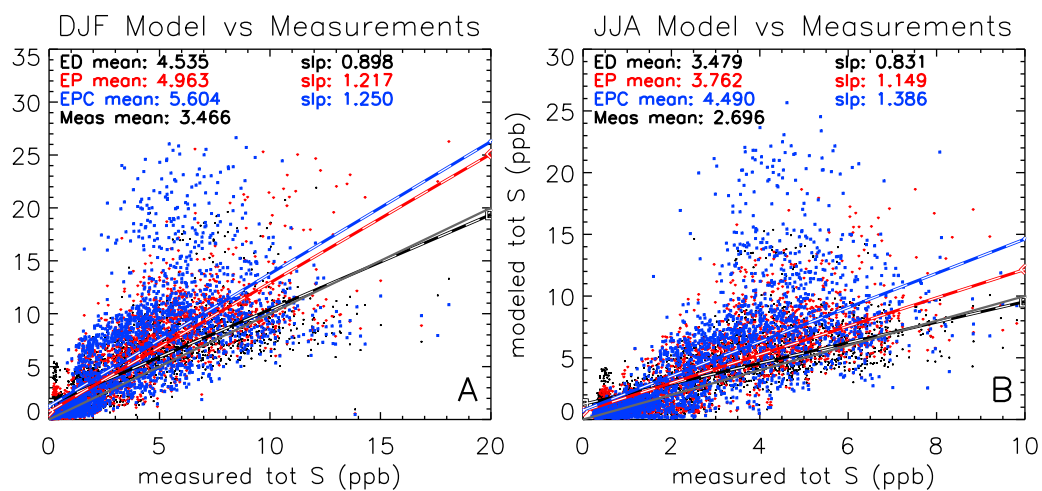 DJF Model vs Measurements
35
30
25
20
15
10
5
0
ED mean: 4.535 slp: 0.898
EP mean: 4.963 slp: 1.217
EPC mean: 5.604 slp: 1.250
Meas mean: 3.466
A
0 5 10 15 20
measured tot S (ppb)
JJA Model vs Measurements
modeled tot S (ppb)
30
25
20
15
10
5
0
ED mean: 3.479 slp: 0.831
EP mean: 3.762 slp: 1.149
EPC mean: 4.490 slp: 1.386
Meas mean: 2.696
B
0 2 4 6 8 10
measured tot S (ppb)